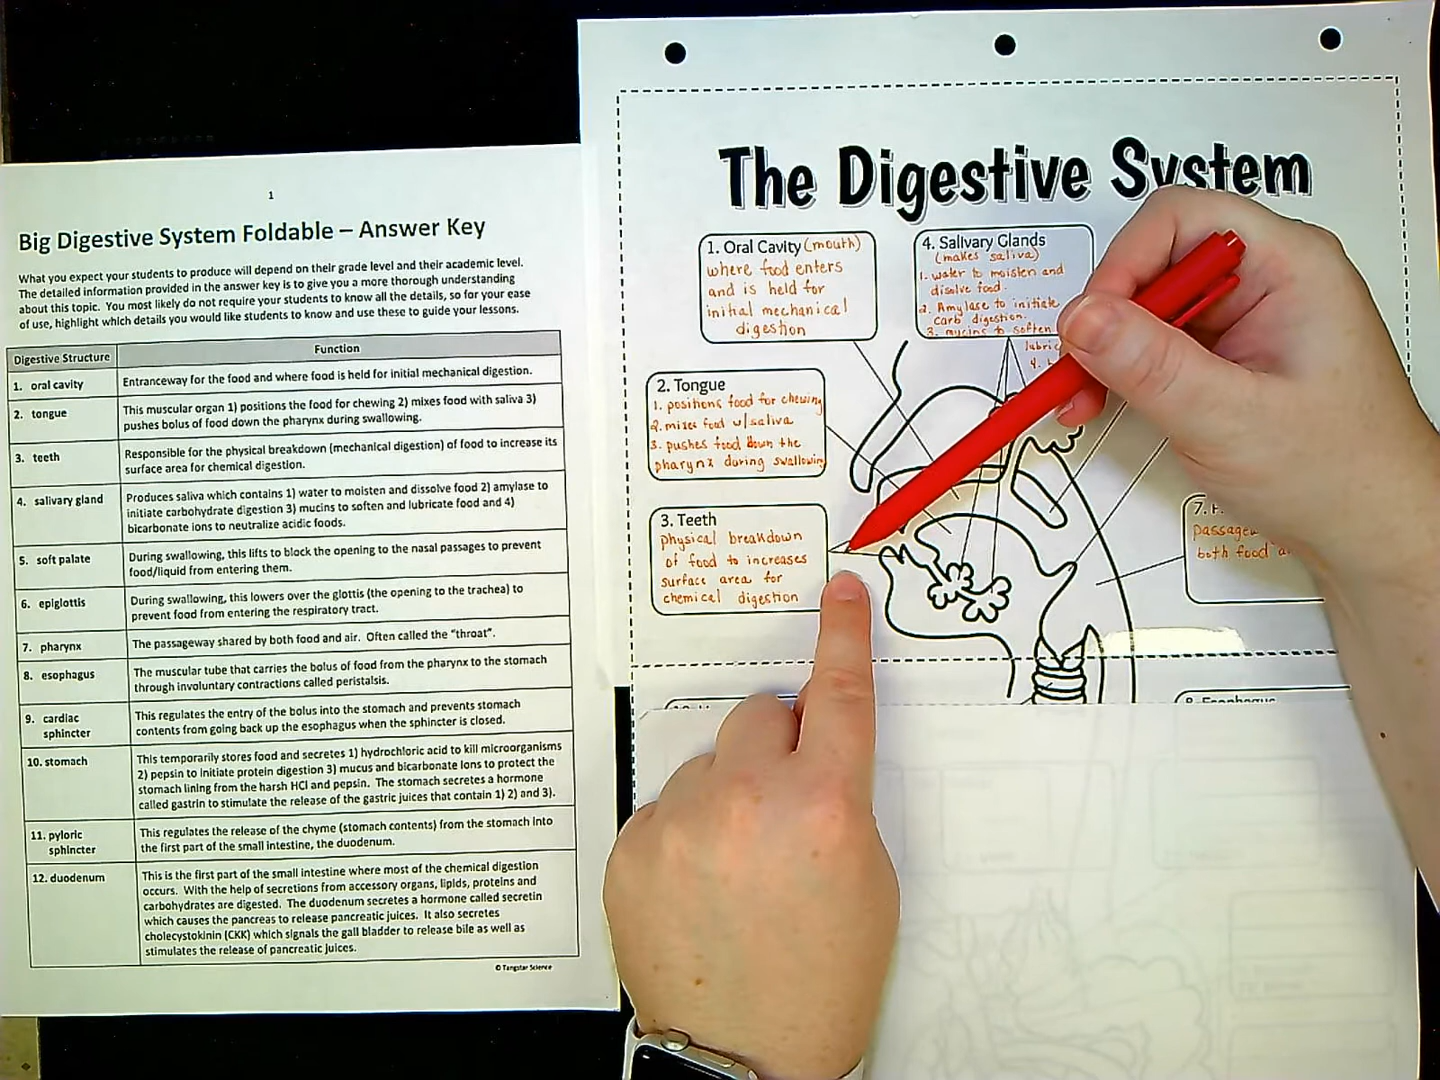 1
Big Digestive System Foldable – Answer Key
What you expect your students to produce will depend on their grade level and their academic level.
The detailed information provided in the answer key is to give you a more thorough understanding
about this topic. You most likely do not require your students to know all the details, so for your ease
of use, highlight which details you would like students to know and use these to guide your lessons.
Digestive Structure Function
1. oral cavity Entranceway for the food and where food is held for initial mechanical digestion.
2. tongue This muscular organ 1) positions the food for chewing 2) mixes food with saliva 3)
pushes bolus of food down the pharynx during swallowing.
3. teeth Responsible for the physical breakdown (mechanical digestion) of food to increase its
surface area for chemical digestion.
4. salivary gland Produces saliva which contains 1) water to moisten and dissolve food 2) amylase to
initiate carbohydrate digestion 3) mucins to soften and lubricate food and 4)
bicarbonate ions to neutralize acidic foods.
5. soft palate During swallowing, this lifts to block the opening to the nasal passages to prevent
food/liquid from entering them.
6. epiglottis During swallowing, this lowers over the glottis (the opening to the trachea) to
prevent food from entering the respiratory tract.
7. pharynx The passageway shared by both food and air. Often called the "throat".
8. esophagus The muscular tube that carries the bolus of food from the pharynx to the stomach
through involuntary contractions called peristalsis.
9. cardiac This regulates the entry of the bolus into the stomach and prevents stomach
sphincter contents from going back up the esophagus when the sphincter is closed.
10. stomach This temporarily stores food and secretes 1) hydrochloric acid to kill microorganisms
2) pepsin to initiate protein digestion 3) mucus and bicarbonate ions to protect the
stomach lining from the harsh HCl and pepsin. The stomach secretes a hormone
called gastrin to stimulate the release of the gastric juices that contain 1) 2) and 3).
11. pyloric This regulates the release of the chyme (stomach contents) from the stomach into
sphincter the first part of the small intestine, the duodenum.
12. duodenum This is the first part of the small intestine where most of the chemical digestion
occurs. With the help of secretions from accessory organs, lipids, proteins and
carbohydrates are digested. The duodenum secretes a hormone called secretin
which causes the pancreas to release pancreatic juices. It also secretes
cholecystokinin (CKK) which signals the gall bladder to release bile as well as
stimulates the release of pancreatic juices.
© Tangstar Science
The Digestive System
1. Oral Cavity (mouth)
where food enters
and is held for
initial mechanical
digestion
4. Salivary Glands
(makes saliva)
1. water to moisten and
disolve food.
2. Amylase to initiate
carb digestion.
3. mucins to soften
4.
2. Tongue
1. positions food for chewing
2. mixes food w/saliva
3. pushes food down the
pharynx during swallowing
3. Teeth
physical breakdown
of food to increases
surface area for
chemical digestion
7.
both food
8. Esophagus